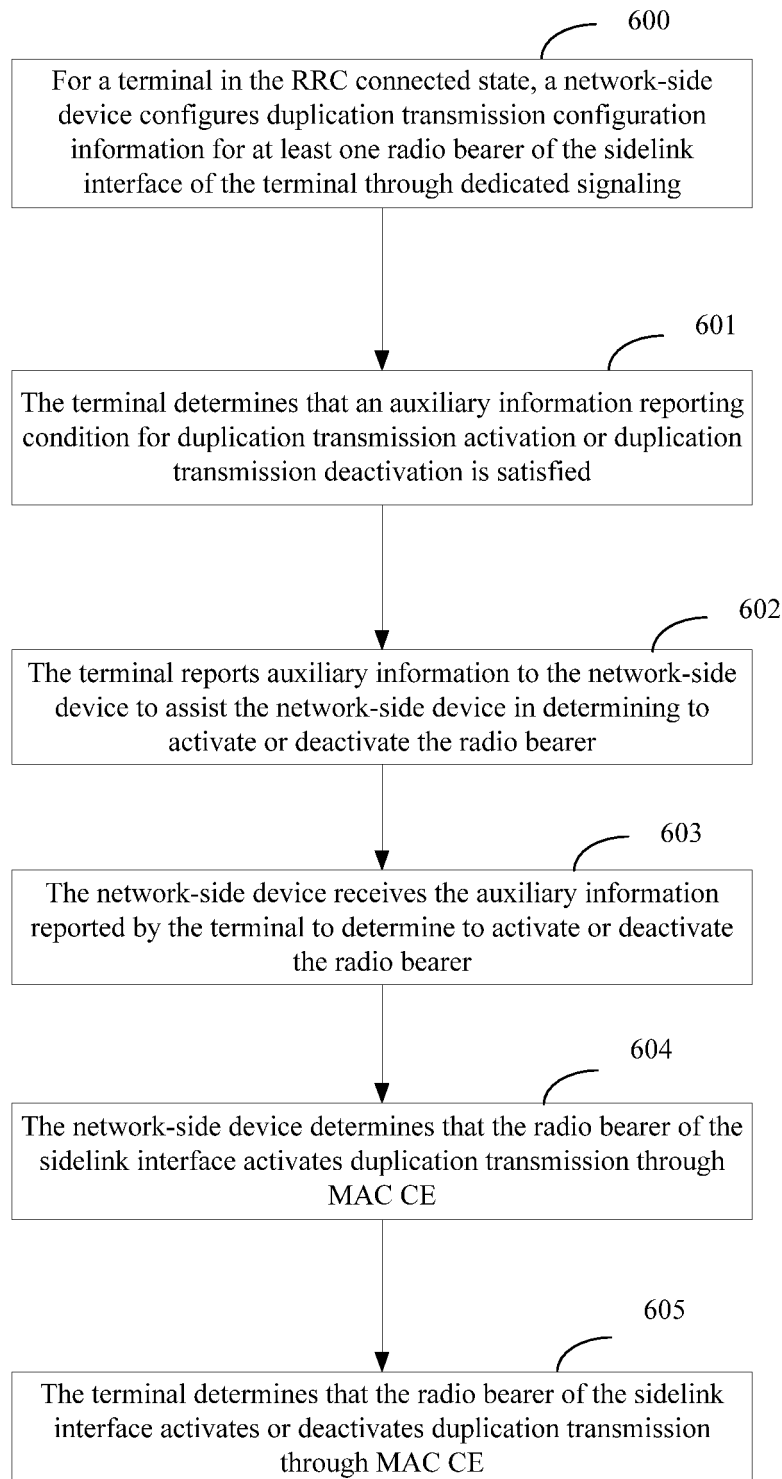 600
For a terminal in the RRC connected state, a network-side
device configures duplication transmission configuration
information for at least one radio bearer of the sidelink
interface of the terminal through dedicated signaling
601
The terminal determines that an auxiliary information reporting
condition for duplication transmission activation or duplication
transmission deactivation is satisfied
602
The terminal reports auxiliary information to the network-side
device to assist the network-side device in determining to
activate or deactivate the radio bearer
603
The network-side device receives the auxiliary information
reported by the terminal to determine to activate or deactivate
the radio bearer
604
The network-side device determines that the radio bearer of the
sidelink interface activates duplication transmission through
MAC CE
605
The terminal determines that the radio bearer of the sidelink
interface activates or deactivates duplication transmission
through MAC CE